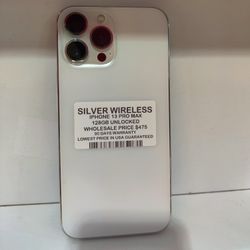 SILVER WIRELESS
IPHONE 13 PRO MAX
128GB UNLOCKED
WHOLESALE PRICE $475
90 DAYS WARRANTY
LOWEST PRICE IN USA GUARANTEED